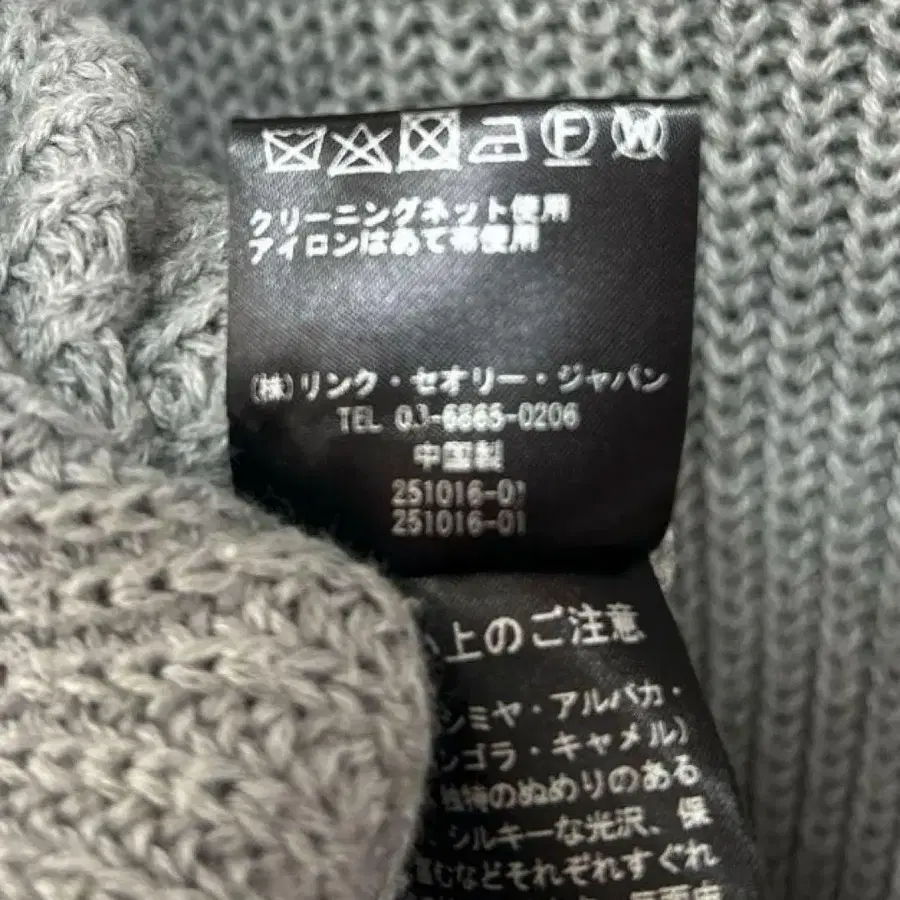 F W
クリーニングネット使用
アイロンはあて布使用
(株)リンク・セオリー・ジャパン
TEL 03-6865-0206
中国製
251016-01
251016-01
上のご注意
シミヤ・アルパカ・
ンゴラ・キャメル)
独特のぬめりのある
シルキーな光沢、保
などそれぞれすぐれ